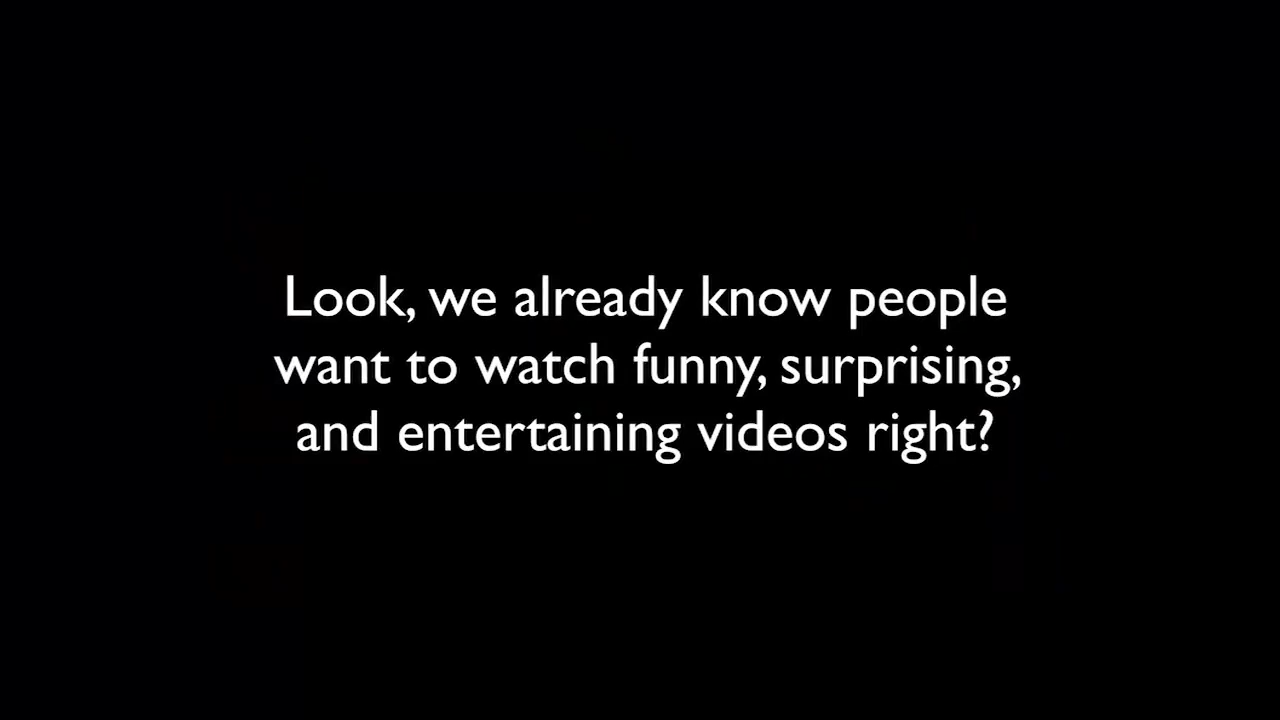 Look, we already know people
want to watch funny, surprising,
and entertaining videos right?